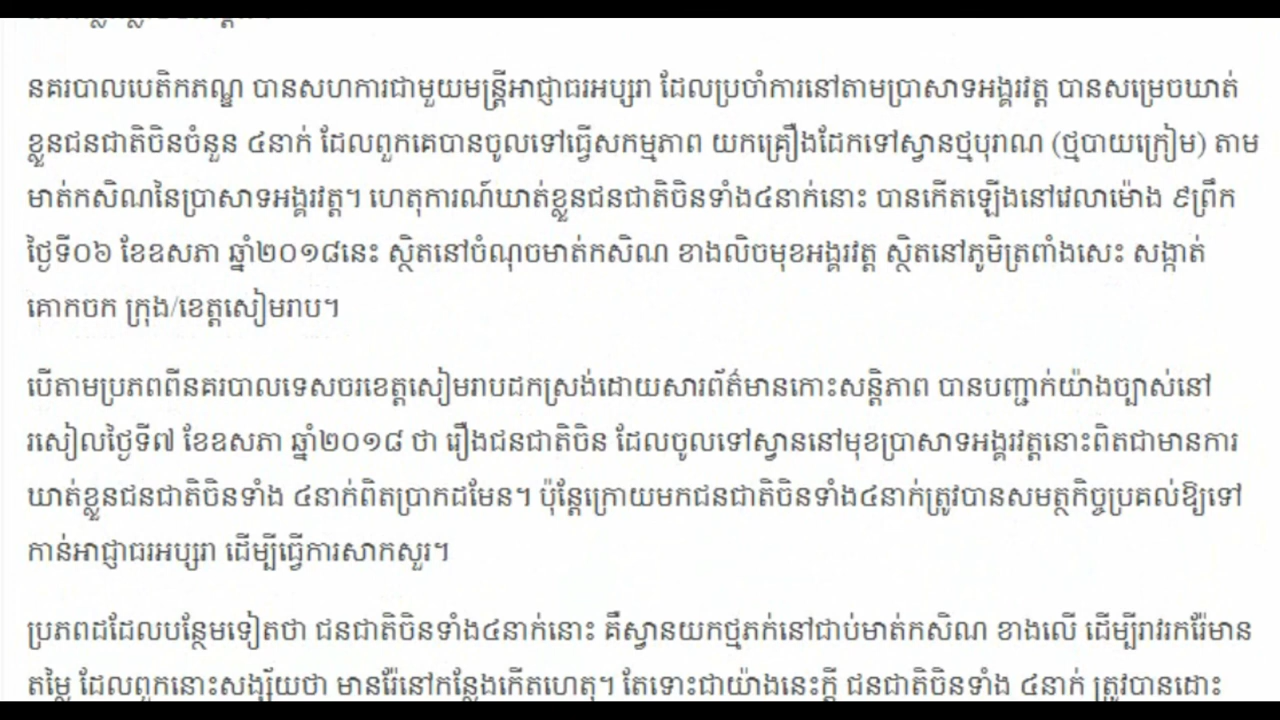 នគរបាលបេតិកភណ្ឌ បានសហការជាមួយមន្ត្រីអាជ្ញាធរអប្សរា ដែលប្រចាំការនៅតាមប្រាសាទអង្គរវត្ត បានសម្រេចឃាត់
ខ្លួនជនជាតិចិនចំនួន ៤នាក់ ដែលពួកគេបានចូលទៅធ្វើសកម្មភាព យកគ្រឿងដែកទៅស្វានថ្មបុរាណ (ថ្មបាយក្រៀម) តាម
មាត់កសិណនៃប្រាសាទអង្គរវត្ត។ ហេតុការណ៍ឃាត់ខ្លួនជនជាតិចិនទាំង៤នាក់នោះ បានកើតឡើងនៅវេលាម៉ោង ៩ព្រឹក
ថ្ងៃទី០៦ ខែឧសភា ឆ្នាំ២០១៨នេះ ស្ថិតនៅចំណុចមាត់កសិណ ខាងលិចមុខអង្គរវត្ត ស្ថិតនៅភូមិត្រពាំងសេះ សង្កាត់
គោកចក ក្រុង/ខេត្តសៀមរាប។
បើតាមប្រភពពីនគរបាលទេសចរខេត្តសៀមរាបដកស្រង់ដោយសារព័ត៌មានកោះសន្តិភាព បានបញ្ជាក់យ៉ាងច្បាស់នៅ
រសៀលថ្ងៃទី៧ ខែឧសភា ឆ្នាំ២០១៨ ថា រឿងជនជាតិចិន ដែលចូលទៅស្វាននៅមុខប្រាសាទអង្គរវត្តនោះពិតជាមានការ
ឃាត់ខ្លួនជនជាតិចិនទាំង ៤នាក់ពិតប្រាកដមែន។ ប៉ុន្តែក្រោយមកជនជាតិចិនទាំង៤នាក់ត្រូវបានសមត្ថកិច្ចប្រគល់ឱ្យទៅ
កាន់អាជ្ញាធរអប្សរា ដើម្បីធ្វើការសាកសួរ។
ប្រភពដដែលបន្ថែមទៀតថា ជនជាតិចិនទាំង៤នាក់នោះ គឺស្វានយកថ្មភក់នៅជាប់មាត់កសិណ ខាងលើ ដើម្បីរាវរករ៉ែមាន
តម្លៃ ដែលពួកនោះសង្ស័យថា មានរ៉ែនៅកន្លែងកើតហេតុ។ តែទោះជាយ៉ាងនេះក្តី ជនជាតិចិនទាំង ៤នាក់ ត្រូវបានដោះ